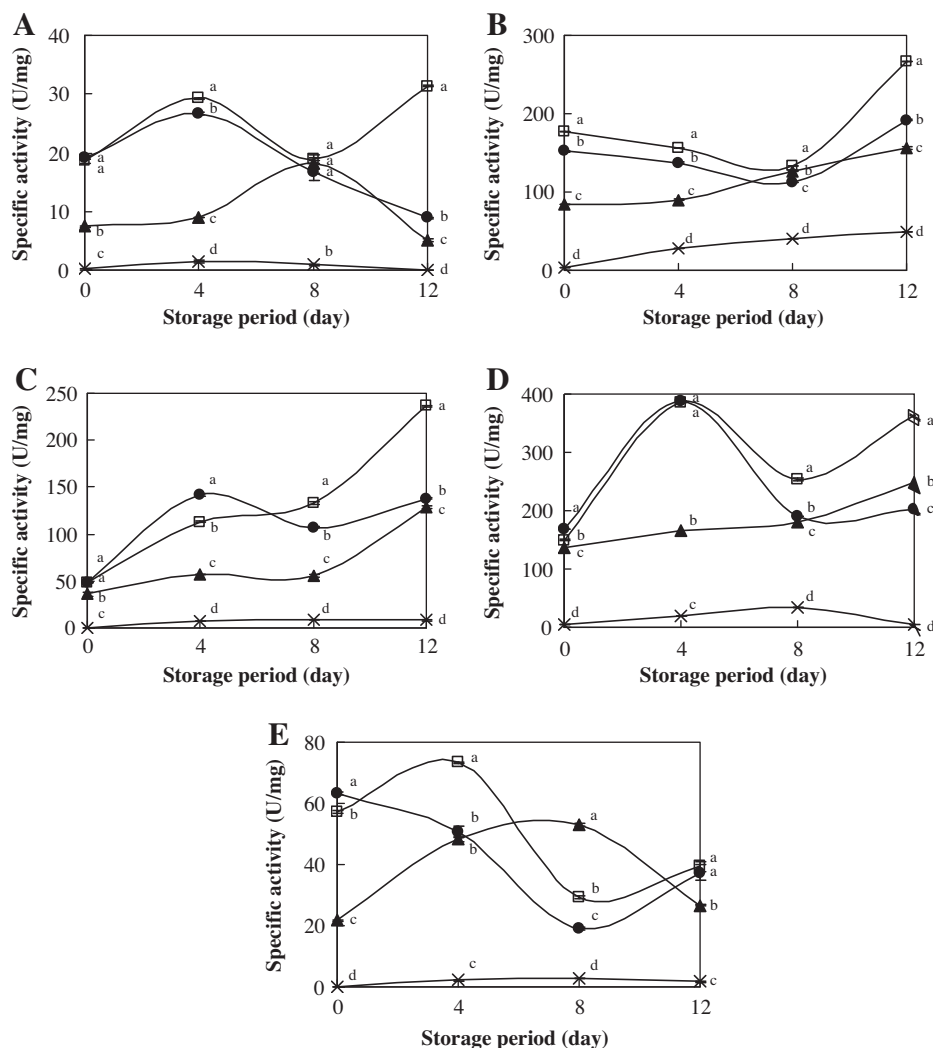 A
Specific activity (U/mg)
40
30
20
10
0
a
a
b
c
a
b
c
d
a
a
a
b
a
b
c
d
0 4 8 12
Storage period (day)
B
Specific activity (U/mg)
300
200
100
0
a
b
c
d
a
b
c
d
a
b
c
d
a
b
c
d
0 4 8 12
Storage period (day)
C
Specific activity (U/mg)
250
200
150
100
50
0
a
a
b
c
a
b
c
d
a
b
c
d
a
b
c
d
0 4 8 12
Storage period (day)
D
Specific activity (U/mg)
400
300
200
100
0
a
b
c
d
a
a
b
c
a
b
c
d
a
b
c
d
0 4 8 12
Storage period (day)
E
Specific activity (U/mg)
80
60
40
20
0
a
b
c
d
a
b
b
c
a
b
c
d
a
a
b
c
0 4 8 12
Storage period (day)